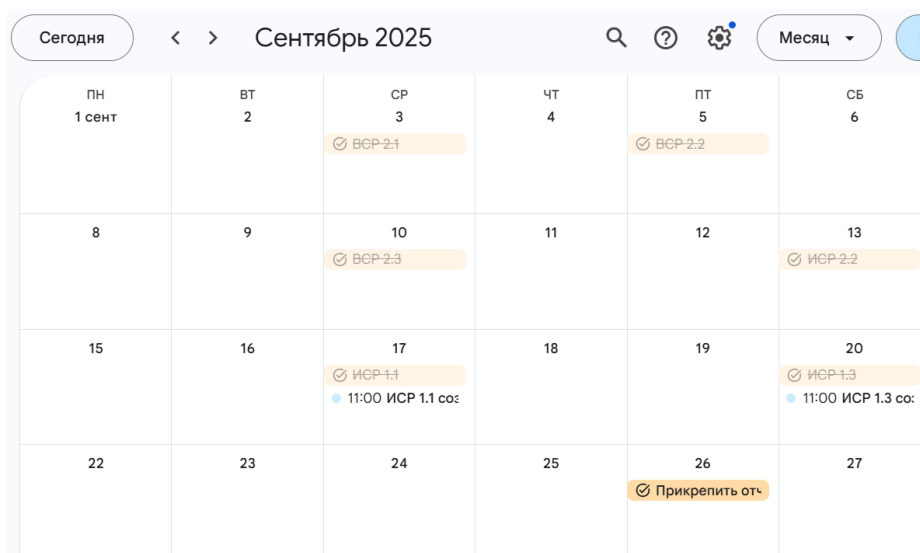 Сегодня Сентябрь 2025 Месяц
ПН ВТ СР ЧТ ПТ СБ
1 сент 2 3 4 5 6
ВСР 2.1 ВСР 2.2
8 9 10 11 12 13
ВСР 2.3 ИСР 2.2
15 16 17 18 19 20
ИСР 1.1 ИСР 1.3
11:00 ИСР 1.1 соз 11:00 ИСР 1.3 соз
22 23 24 25 26 27
Прикрепить отч